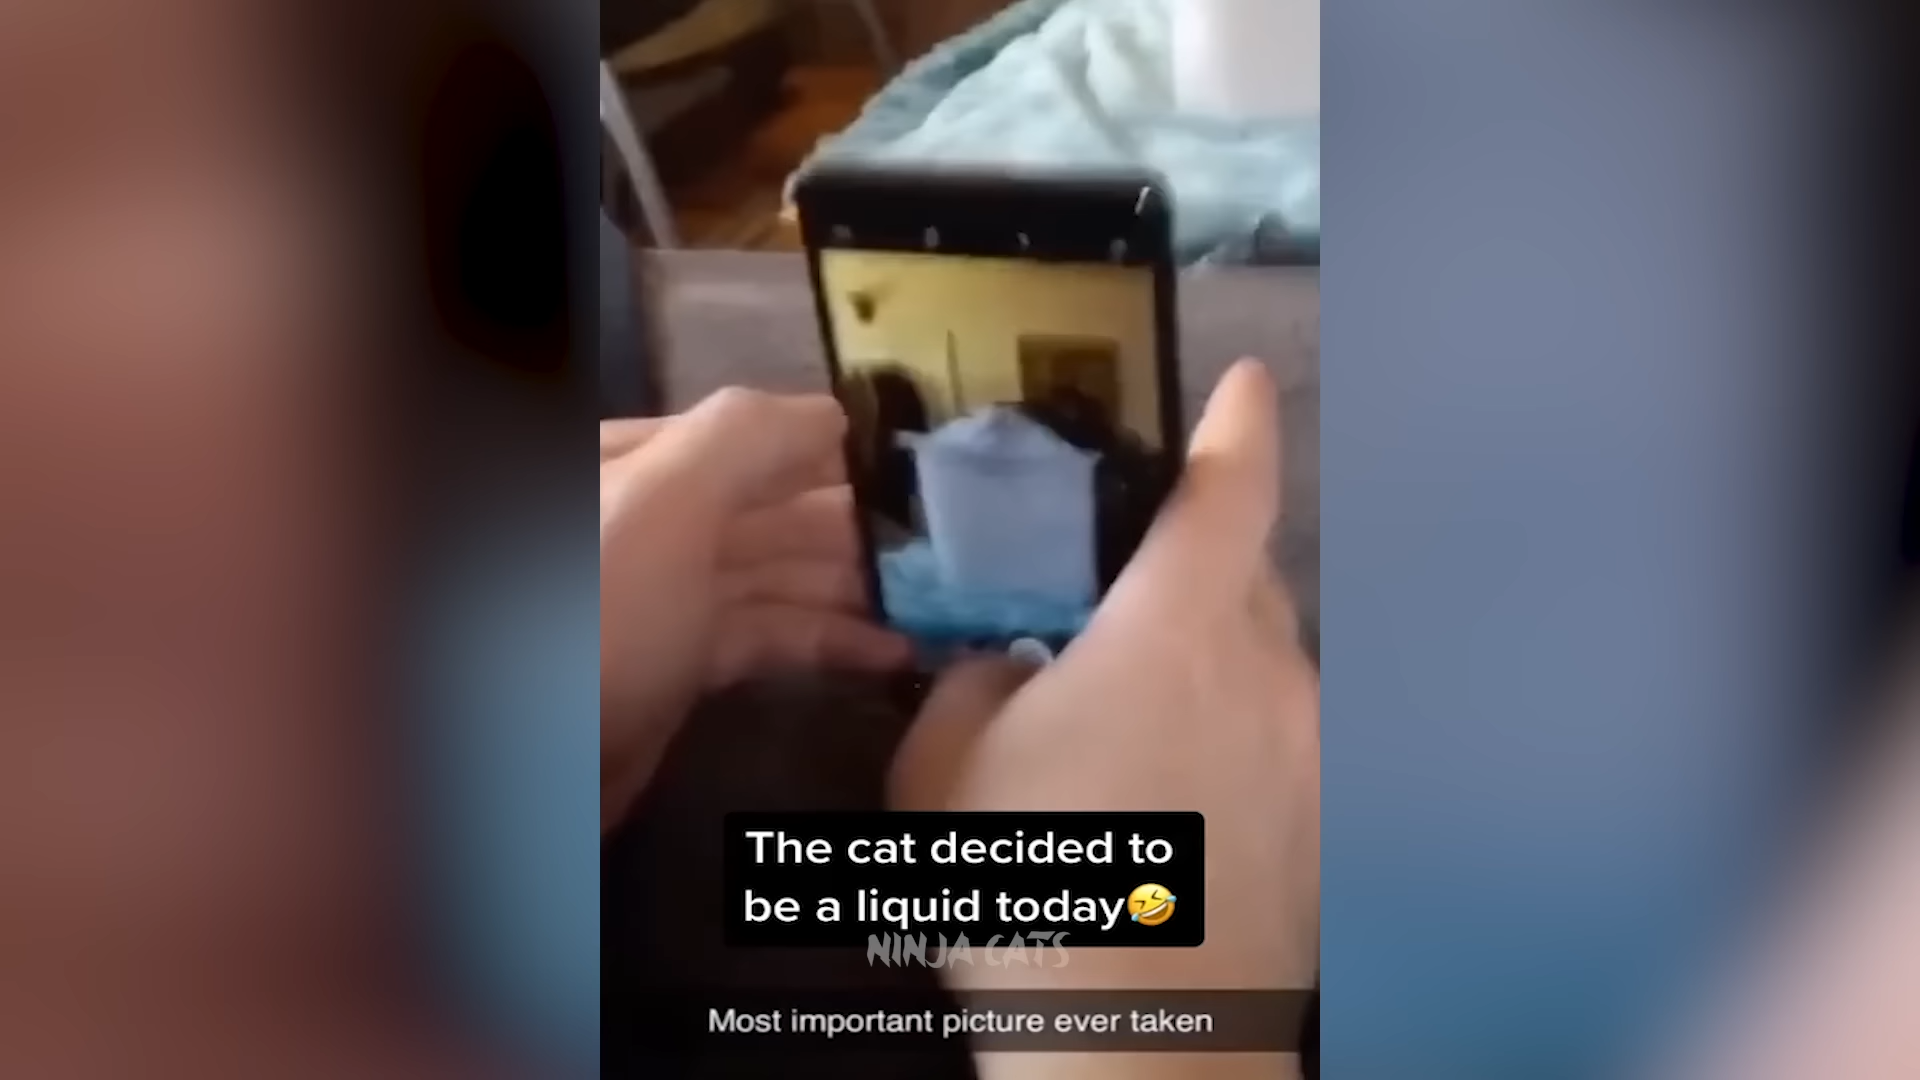 The cat decided to
be a liquid today🤣
NINJA CATS
Most important picture ever taken